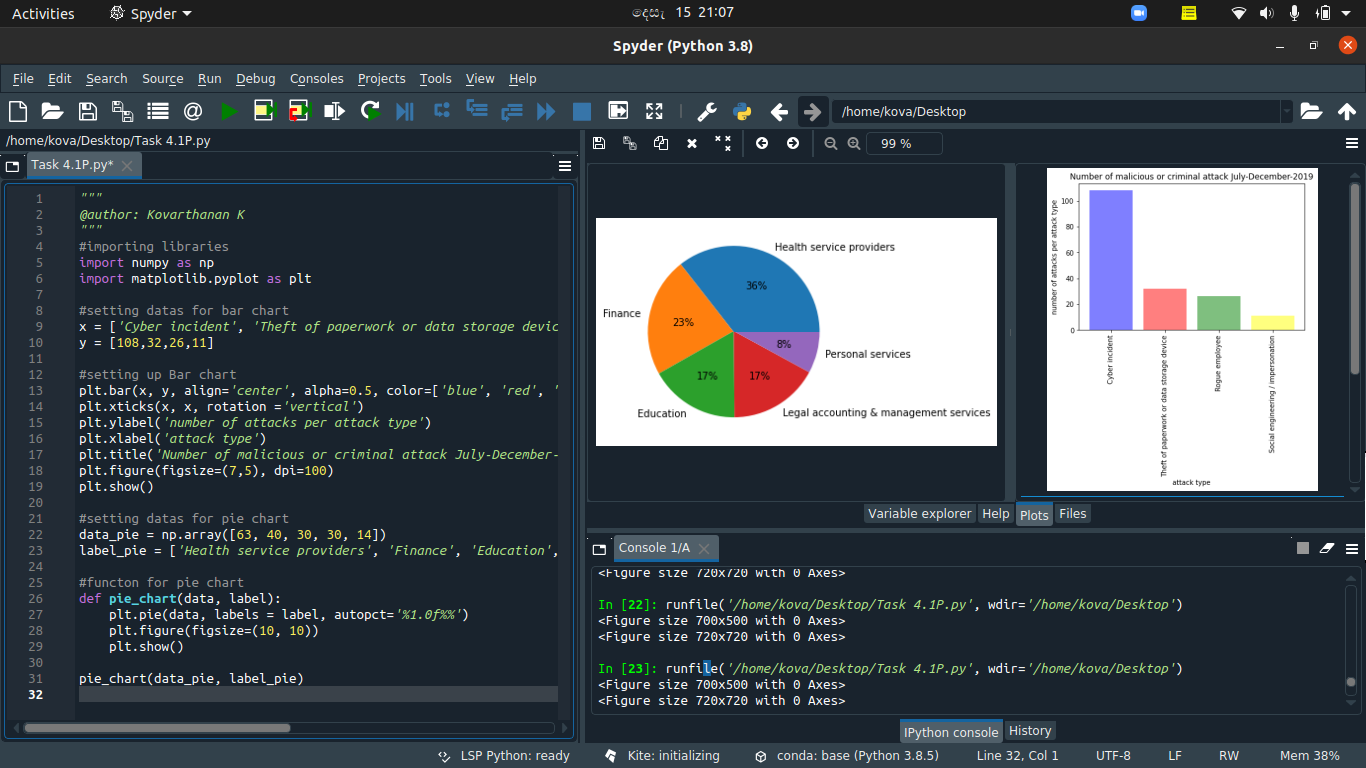 Activities
Spyder
දෙසැ 15 21:07
Spyder (Python 3.8)
File Edit Search Source Run Debug Consoles Projects Tools View Help
/home/kova/Desktop
/home/kova/Desktop/Task 4.1P.py
99 %
Task 4.1P.py*
1 """
2 @author: Kovarthanan K
3 """
4 #importing libraries
5 import numpy as np
6 import matplotlib.pyplot as plt
7
8 #setting datas for bar chart
9 x = ['Cyber incident', 'Theft of paperwork or data storage devic
10 y = [108,32,26,11]
11
12 #setting up Bar chart
13 plt.bar(x, y, align='center', alpha=0.5, color=['blue', 'red', '
14 plt.xticks(x, x, rotation ='vertical')
15 plt.ylabel('number of attacks per attack type')
16 plt.xlabel('attack type')
17 plt.title('Number of malicious or criminal attack July-December-
18 plt.figure(figsize=(7,5), dpi=100)
19 plt.show()
20
21 #setting datas for pie chart
22 data_pie = np.array([63, 40, 30, 30, 14])
23 label_pie = ['Health service providers', 'Finance', 'Education',
24
25 #functon for pie chart
26 def pie_chart(data, label):
27 plt.pie(data, labels = label, autopct='%1.0f%%')
28 plt.figure(figsize=(10, 10))
29 plt.show()
30
31 pie_chart(data_pie, label_pie)
32
Health service providers
36%
Finance
23%
8%
Personal services
17%
17%
Education
Legal accounting & management services
Number of malicious or criminal attack July-December-2019
number of attacks per attack type
100
80
60
40
20
0
Cyber incident
Theft of paperwork or data storage device
Rogue employee
Social engineering / impersonation
attack type
Variable explorer Help Plots Files
Console 1/A
<Figure size 720x720 with 0 Axes>
In [22]: runfile('/home/kova/Desktop/Task 4.1P.py', wdir='/home/kova/Desktop')
<Figure size 700x500 with 0 Axes>
<Figure size 720x720 with 0 Axes>
In [23]: runfile('/home/kova/Desktop/Task 4.1P.py', wdir='/home/kova/Desktop')
<Figure size 700x500 with 0 Axes>
<Figure size 720x720 with 0 Axes>
IPython console History
LSP Python: ready Kite: initializing conda: base (Python 3.8.5) Line 32, Col 1 UTF-8 LF RW Mem 38%